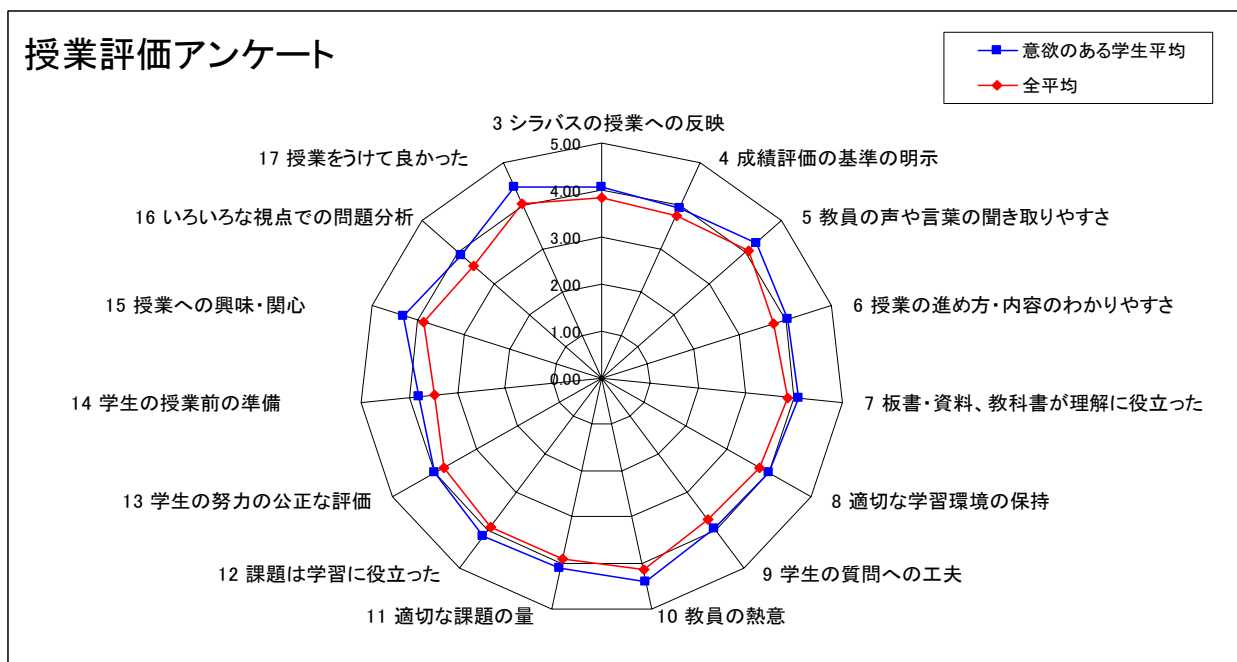 授業評価アンケート
意欲のある学生平均
全平均
3 シラバスの授業への反映
4 成績評価の基準の明示
5 教員の声や言葉の聞き取りやすさ
6 授業の進め方・内容のわかりやすさ
7 板書・資料、教科書が理解に役立った
8 適切な学習環境の保持
9 学生の質問への工夫
10 教員の熱意
11 適切な課題の量
12 課題は学習に役立った
13 学生の努力の公正な評価
14 学生の授業前の準備
15 授業への興味・関心
16 いろいろな視点での問題分析
17 授業をうけて良かった
5.00
4.00
3.00
2.00
1.00
0.00